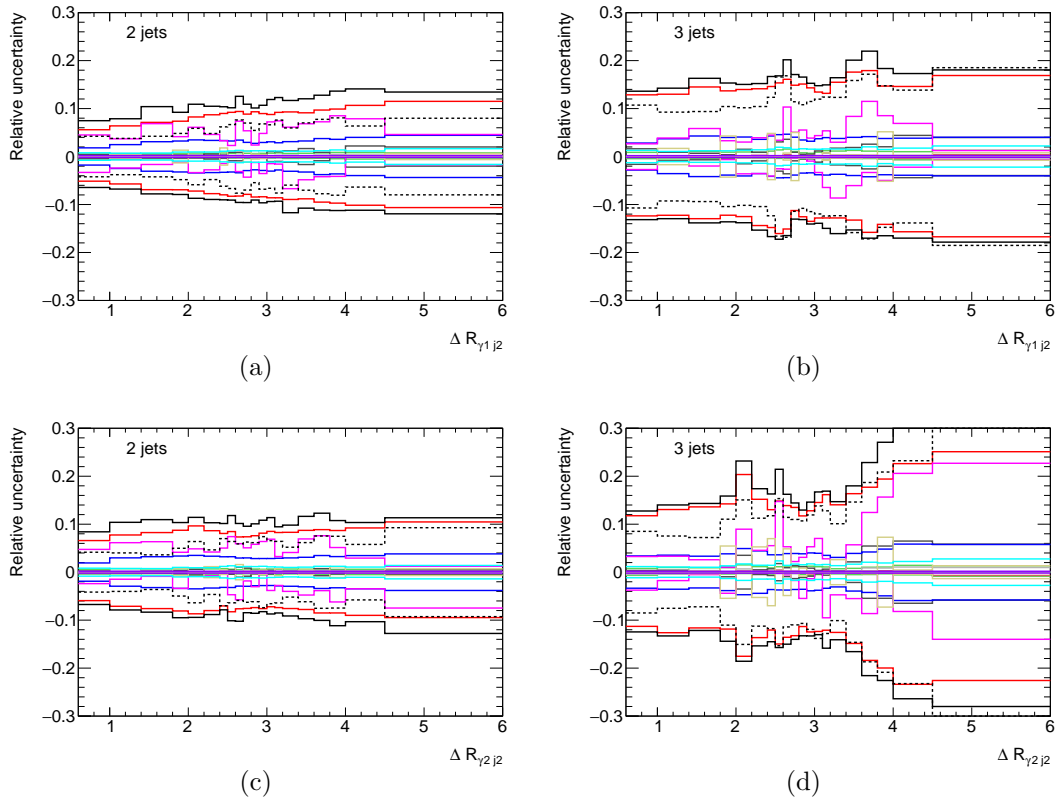 Relative uncertainty
0.3
2 jets
0.2
0.1
0
−0.1
−0.2
−0.3
1 2 3 4 5 6
Δ R γ1 j2
(a)
Relative uncertainty
0.3
3 jets
0.2
0.1
0
−0.1
−0.2
−0.3
1 2 3 4 5 6
Δ R γ1 j2
(b)
Relative uncertainty
0.3
2 jets
0.2
0.1
0
−0.1
−0.2
−0.3
1 2 3 4 5 6
Δ R γ2 j2
(c)
Relative uncertainty
0.3
3 jets
0.2
0.1
0
−0.1
−0.2
−0.3
1 2 3 4 5 6
Δ R γ2 j2
(d)